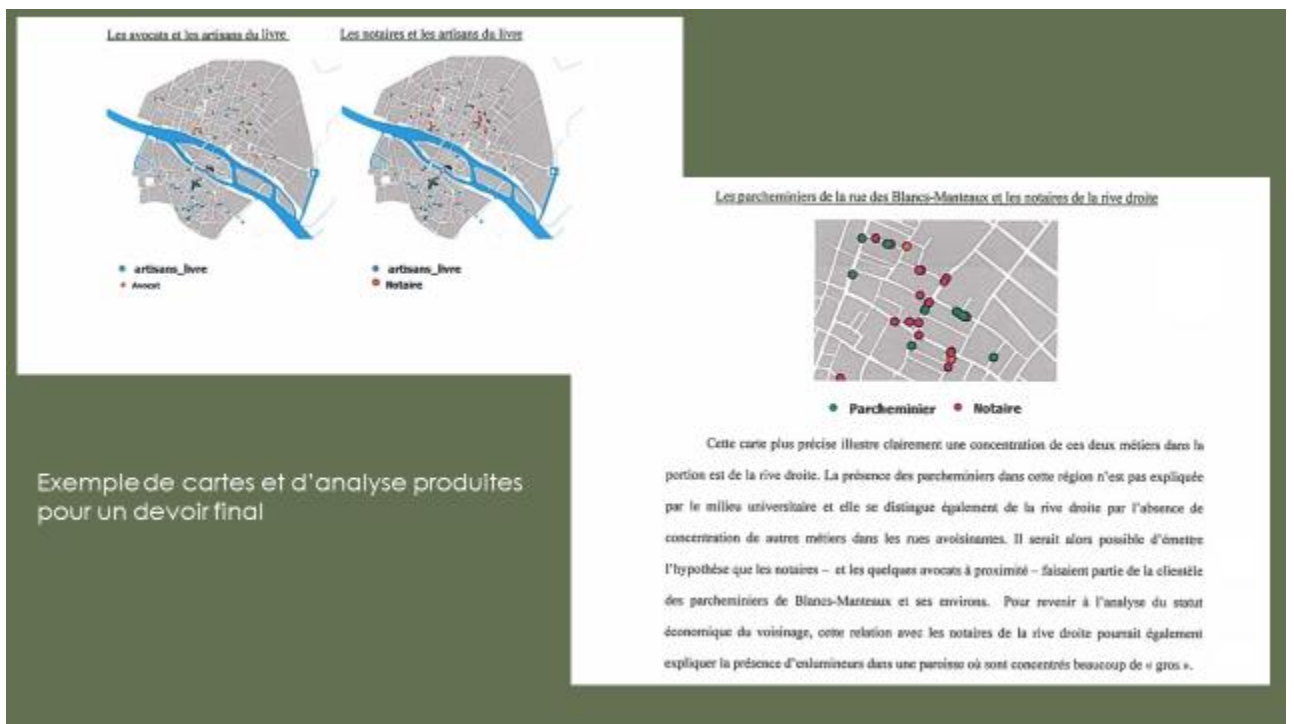 Les avocats et les artisans du livre
Les notaires et les artisans du livre
artisans_livre
Avocat
artisans_livre
Notaire
Les parcheminiers de la rue des Blancs-Manteaux et les notaires de la rive droite
Parcheminier
Notaire
Cette carte plus précise illustre clairement une concentration de ces deux métiers dans la
portion est de la rive droite. La présence des parcheminiers dans cette région n'est pas expliquée
par le milieu universitaire et elle se distingue également de la rive droite par l'absence de
concentration de autres métiers dans les rues avoisinantes. Il serait alors possible d'émettre
l'hypothèse que les notaires – et les quelques avocats à proximité – faisaient partie de la clientèle
des parcheminiers de Blancs-Manteaux et ses environs. Pour revenir à l'analyse du statut
économique du voisinage, cette relation avec les notaires de la rive droite pourrait également
expliquer la présence d'enlumineurs dans une paroisse où sont concentrés beaucoup de « gros ».
Exemple de cartes et d'analyse produites
pour un devoir final